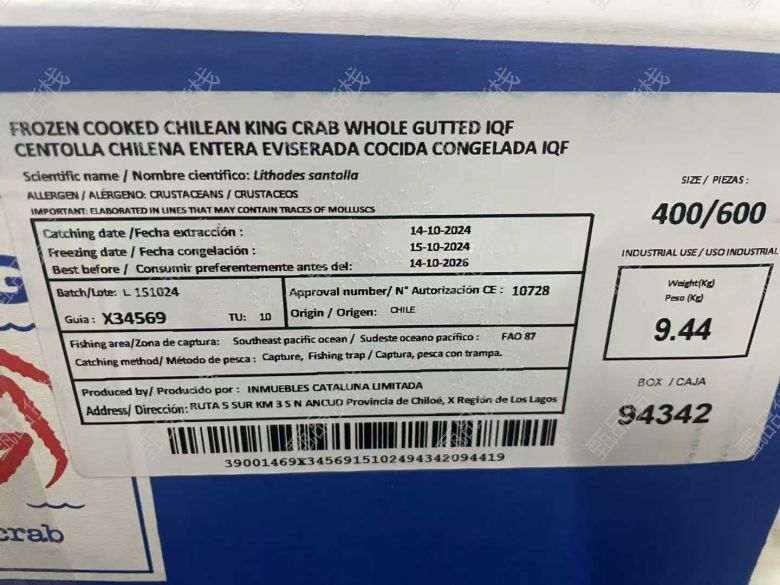 FROZEN COOKED CHILEAN KING CRAB WHOLE GUTTED IQF
CENTOLLA CHILENA ENTERA EVISERADA COCIDA CONGELADA IQF
Scientific name / Nombre científico: Lithodes santolla
ALLERGEN / ALÉRGENO: CRUSTACEANS / CRUSTACEOS
IMPORTANT: ELABORATED IN LINES THAT MAY CONTAIN TRACES OF MOLLUSCS
Catching date /Fecha extracción : 14-10-2024
Freezing date / Fecha congelación : 15-10-2024
Best before / Consumir preferentemente antes del: 14-10-2026
Batch/Lote: L 151024
Guía : X34569 TU: 10
Approval number/ N° Autorización CE : 10728
Origin / Origen: CHILE
Fishing area/Zona de captura: Southeast pacific ocean / Sudeste oceano pacifico : FAO 87
Catching method/ Método de pesca : Capture, Fishing trap / Captura, pesca con trampa.
Produced by/ Producido por : INMUEBLES CATALUNA LIMITADA
Address/ Dirección: RUTA 5 SUR KM 3 S N ANCUD Provincia de Chiloé, X Región de Los Lagos
39001469X3456915102494342094419
SIZE / PIEZAS :
400/600
INDUSTRIAL USE / USO INDUSTRIAL
Weight(Kg)
Peso (Kg)
9.44
BOX / CAJA
94342
G
crab